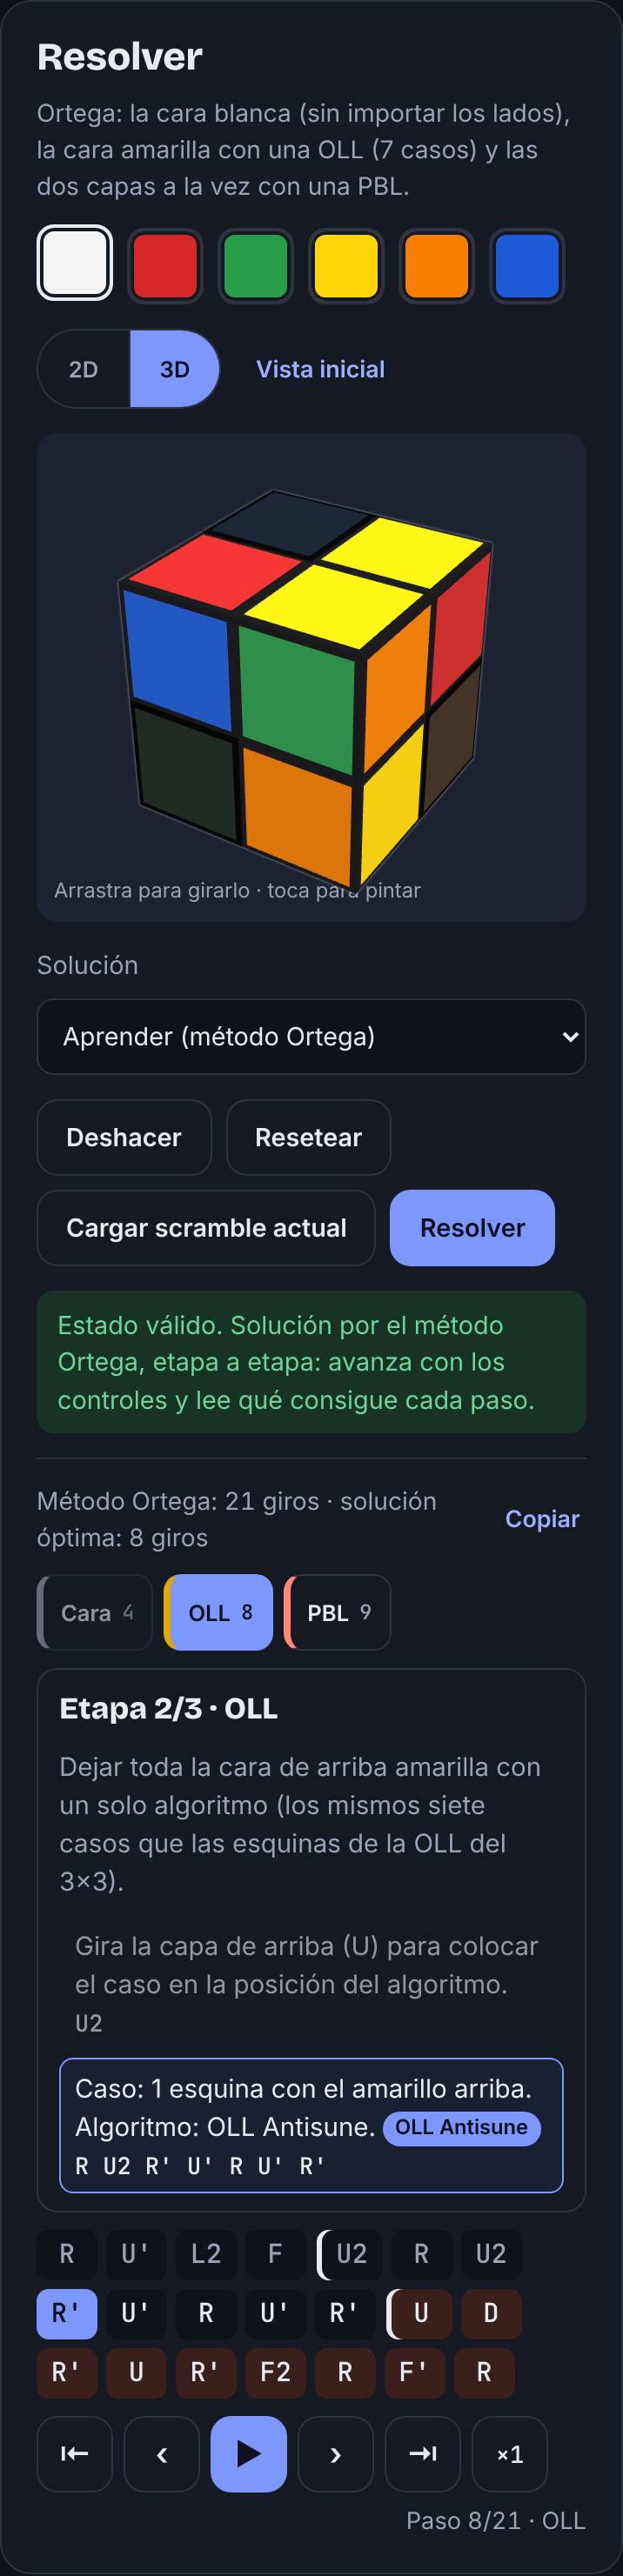 Resolver
Ortega: la cara blanca (sin importar los lados),
la cara amarilla con una OLL (7 casos) y las
dos capas a la vez con una PBL.
2D 3D Vista inicial
Arrastra para girarlo · toca para pintar
Solución
Aprender (método Ortega)
Deshacer Resetear
Cargar scramble actual Resolver
Estado válido. Solución por el método
Ortega, etapa a etapa: avanza con los
controles y lee qué consigue cada paso.
Método Ortega: 21 giros · solución
óptima: 8 giros
Copiar
Cara 4 OLL 8 PBL 9
Etapa 2/3 · OLL
Dejar toda la cara de arriba amarilla con
un solo algoritmo (los mismos siete
casos que las esquinas de la OLL del
3×3).
Gira la capa de arriba (U) para colocar
el caso en la posición del algoritmo.
U2
Caso: 1 esquina con el amarillo arriba.
Algoritmo: OLL Antisune. OLL Antisune
R U2 R' U' R U' R'
R U' L2 F U2 R U2
R' U' R U' R' U D
R' U R' F2 R F' R
×1
Paso 8/21 · OLL